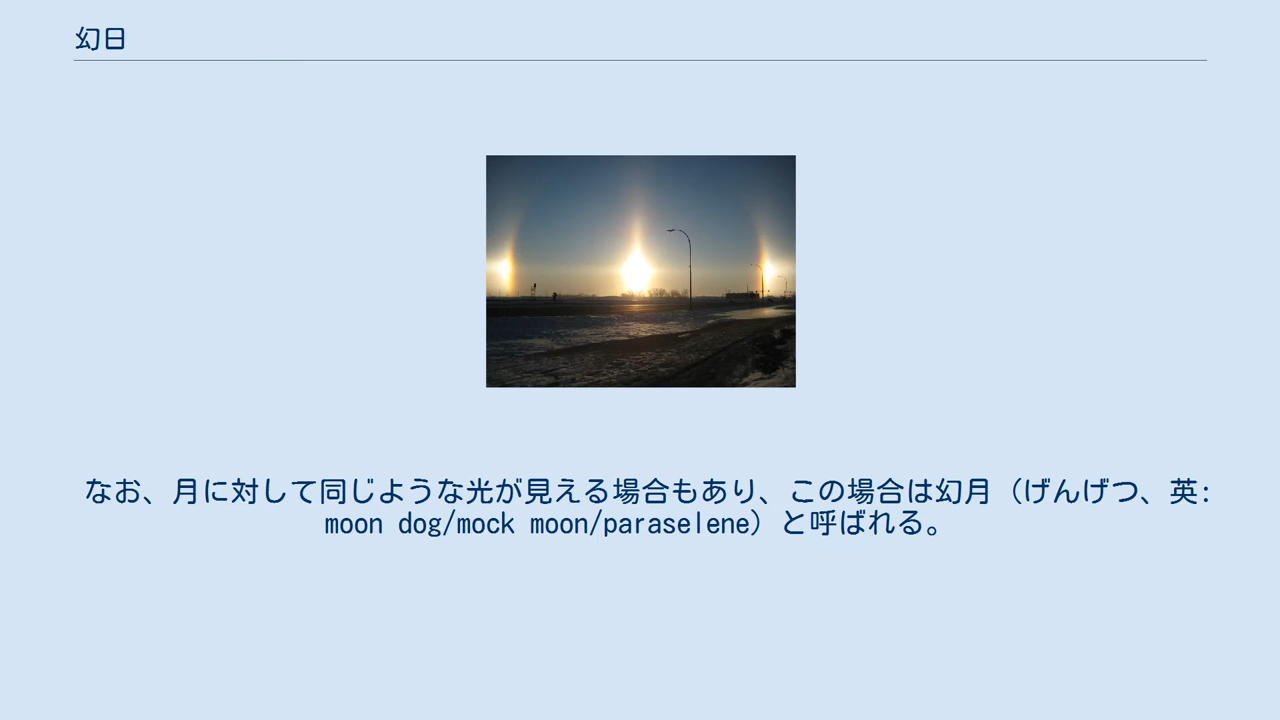 幻日
なお、月に対して同じような光が見える場合もあり、この場合は幻月（げんげつ、英:
moon dog/mock moon/paraselene）と呼ばれる。